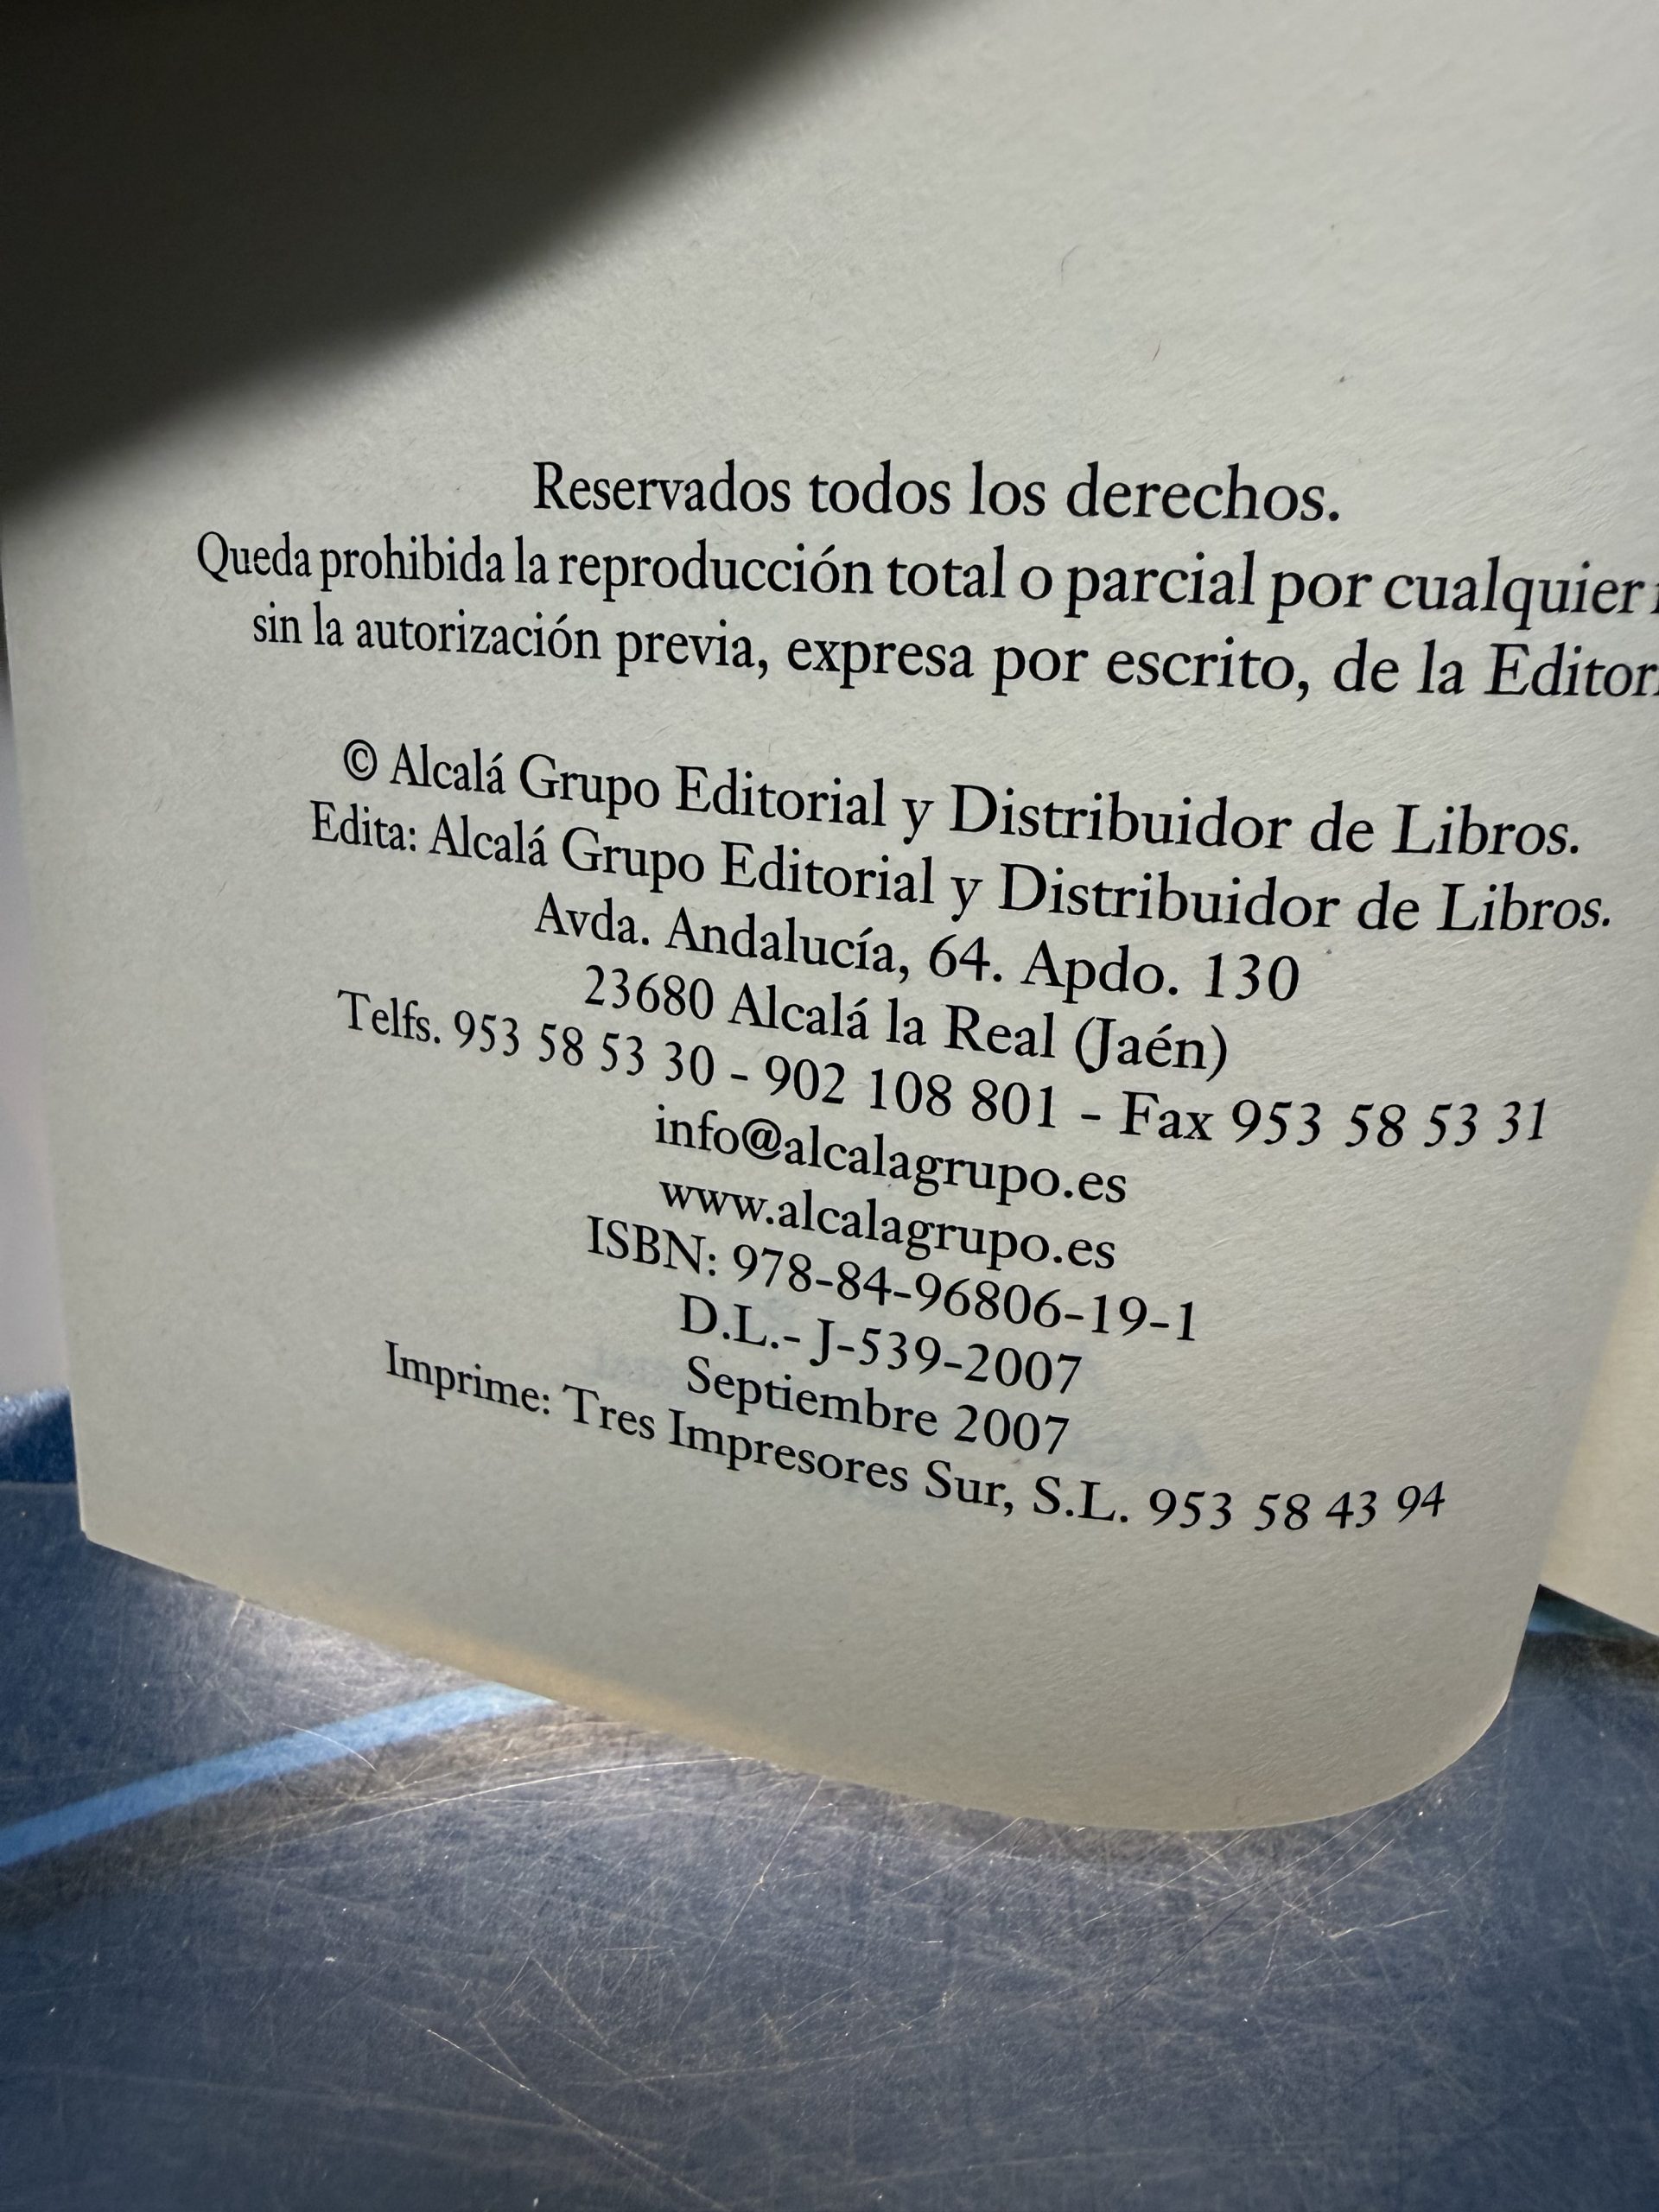 Reservados todos los derechos.
Queda prohibida la reproducción total o parcial por cualquier
sin la autorización previa, expresa por escrito, de la
© Alcalá Grupo Editorial y Distribuidor de Libros.
Edita: Alcalá Grupo Editorial y Distribuidor de Libros.
Avda. Andalucía, 64. Apdo. 130
23680 Alcalá la Real (Jaén)
Telfs. 953 58 53 30 - 902 108 801 - Fax 953 58 53 31
info@alcalagrupo.es
www.alcalagrupo.es
ISBN: 978-84-96806-19-1
D.L.- J-539-2007
Septiembre 2007
Imprime: Tres Impresores Sur, S.L. 953 58 43 94